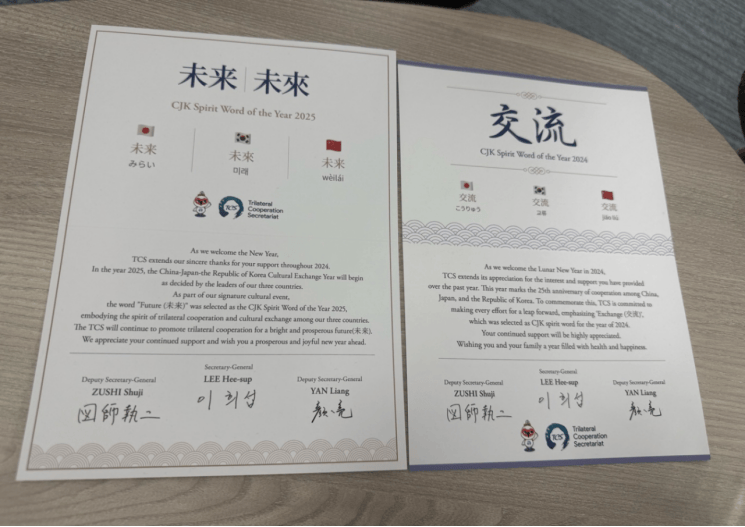 未来 未來
CJK Spirit Word of the Year 2025
未来 未來 未来
みらい 미래 wèilái
TCS
Trilateral
Cooperation
Secretariat
As we welcome the New Year,
TCS extends our sincere thanks for your support throughout 2024.
In the year 2025, the China-Japan-the Republic of Korea Cultural Exchange Year will begin
as decided by the leaders of our three countries.
As part of our signature cultural event,
the word "Future (未来)" was selected as the CJK Spirit Word of the Year 2025,
embodying the spirit of trilateral cooperation and cultural exchange among our three countries.
The TCS will continue to promote trilateral cooperation for a bright and prosperous future(未来).
We appreciate your continued support and wish you a prosperous and joyful new year ahead.
Deputy Secretary-General Secretary-General Deputy Secretary-General
ZUSHI Shuji LEE Hee-sup YAN Liang
図師執二 이희섭
交流
CJK Spirit Word of the Year 2024
交流 交流 交流
こうりゅう 교류 jiāo liú
As we welcome the Lunar New Year in 2024,
TCS extends its appreciation for the interest and support you have provided
over the past year. This year marks the 25th anniversary of cooperation among China,
Japan, and the Republic of Korea. To commemorate this, TCS is committed to
making every effort for a leap forward, emphasizing 'Exchange (交流)',
which was selected as CJK spirit word for the year of 2024.
Your continued support will be highly appreciated.
Wishing you and your family a year filled with health and happiness.
Deputy Secretary-General Secretary-General Deputy Secretary-General
ZUSHI Shuji LEE Hee-sup YAN Liang
図師執二 이희섭
TCS
Trilateral
Cooperation
Secretariat